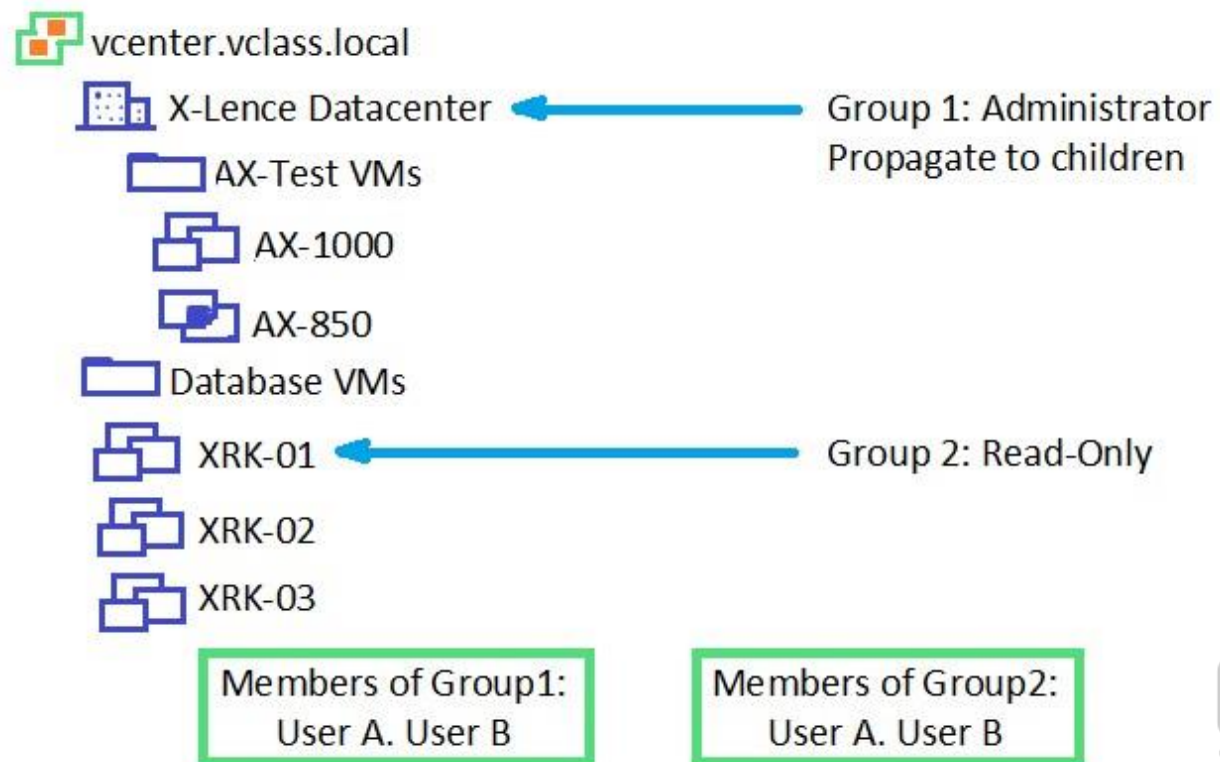 vcenter.vclass.local
X-Lence Datacenter
Group 1: Administrator
Propagate to children
AX-Test VMs
AX-1000
AX-850
Database VMs
XRK-01
Group 2: Read-Only
XRK-02
XRK-03
Members of Group1:
User A. User B
Members of Group2:
User A. User B